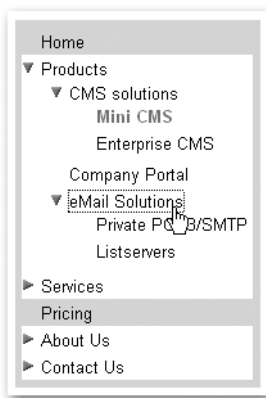 Home
Products
CMS solutions
Mini CMS
Enterprise CMS
Company Portal
eMail Solutions
Private B/SMTP
Listservers
Services
Pricing
About Us
Contact Us